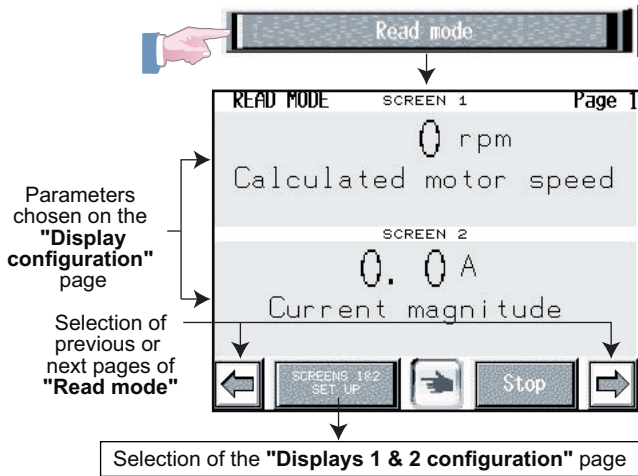 Read mode
READ MODE SCREEN 1 Page 1
0 rpm
Calculated motor speed
Parameters
chosen on the
"Display
configuration"
page
SCREEN 2
0.0 A
Current magnitude
Selection of
previous or
next pages of
"Read mode"
SCREENS 1&2
SET UP
Stop
Selection of the "Displays 1 & 2 configuration" page